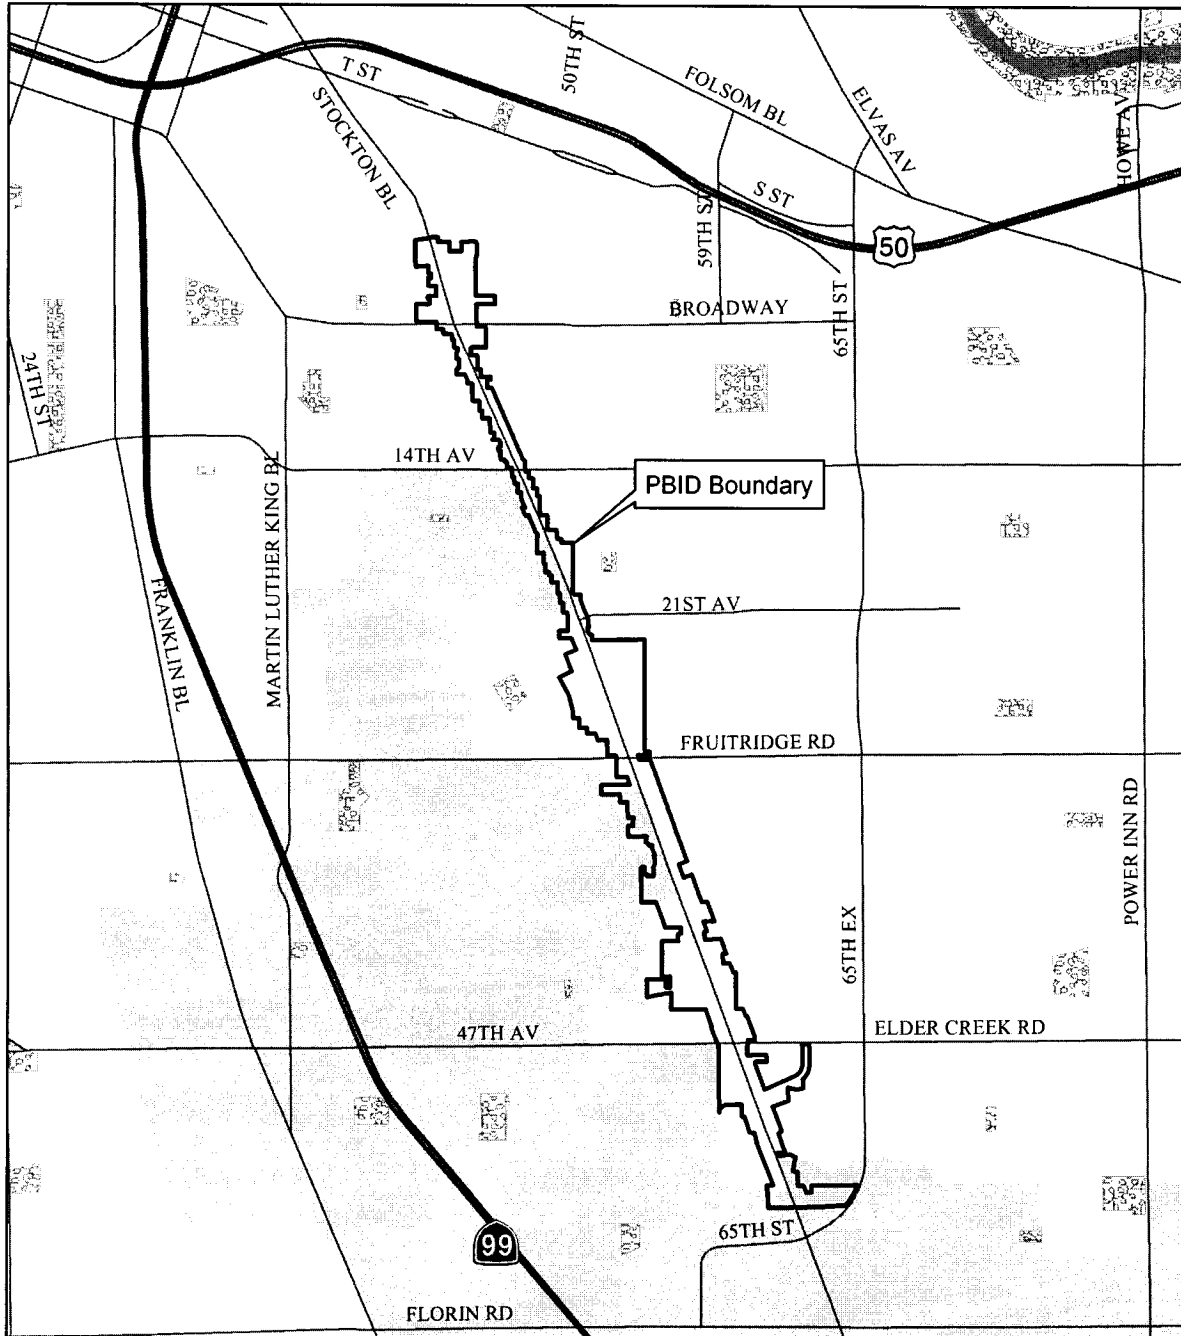 50TH ST
T ST
STOCKTON BL
FOLSOM BL
ELVAS AV
HOWE AV
S ST
59TH ST
50
65TH ST
BROADWAY
24TH ST
14TH AV
PBID Boundary
MARTIN LUTHER KING BL
FRANKLIN BL
21ST AV
FRUITRIDGE RD
POWER INN RD
65TH EX
47TH AV
ELDER CREEK RD
65TH ST
99
FLORIN RD